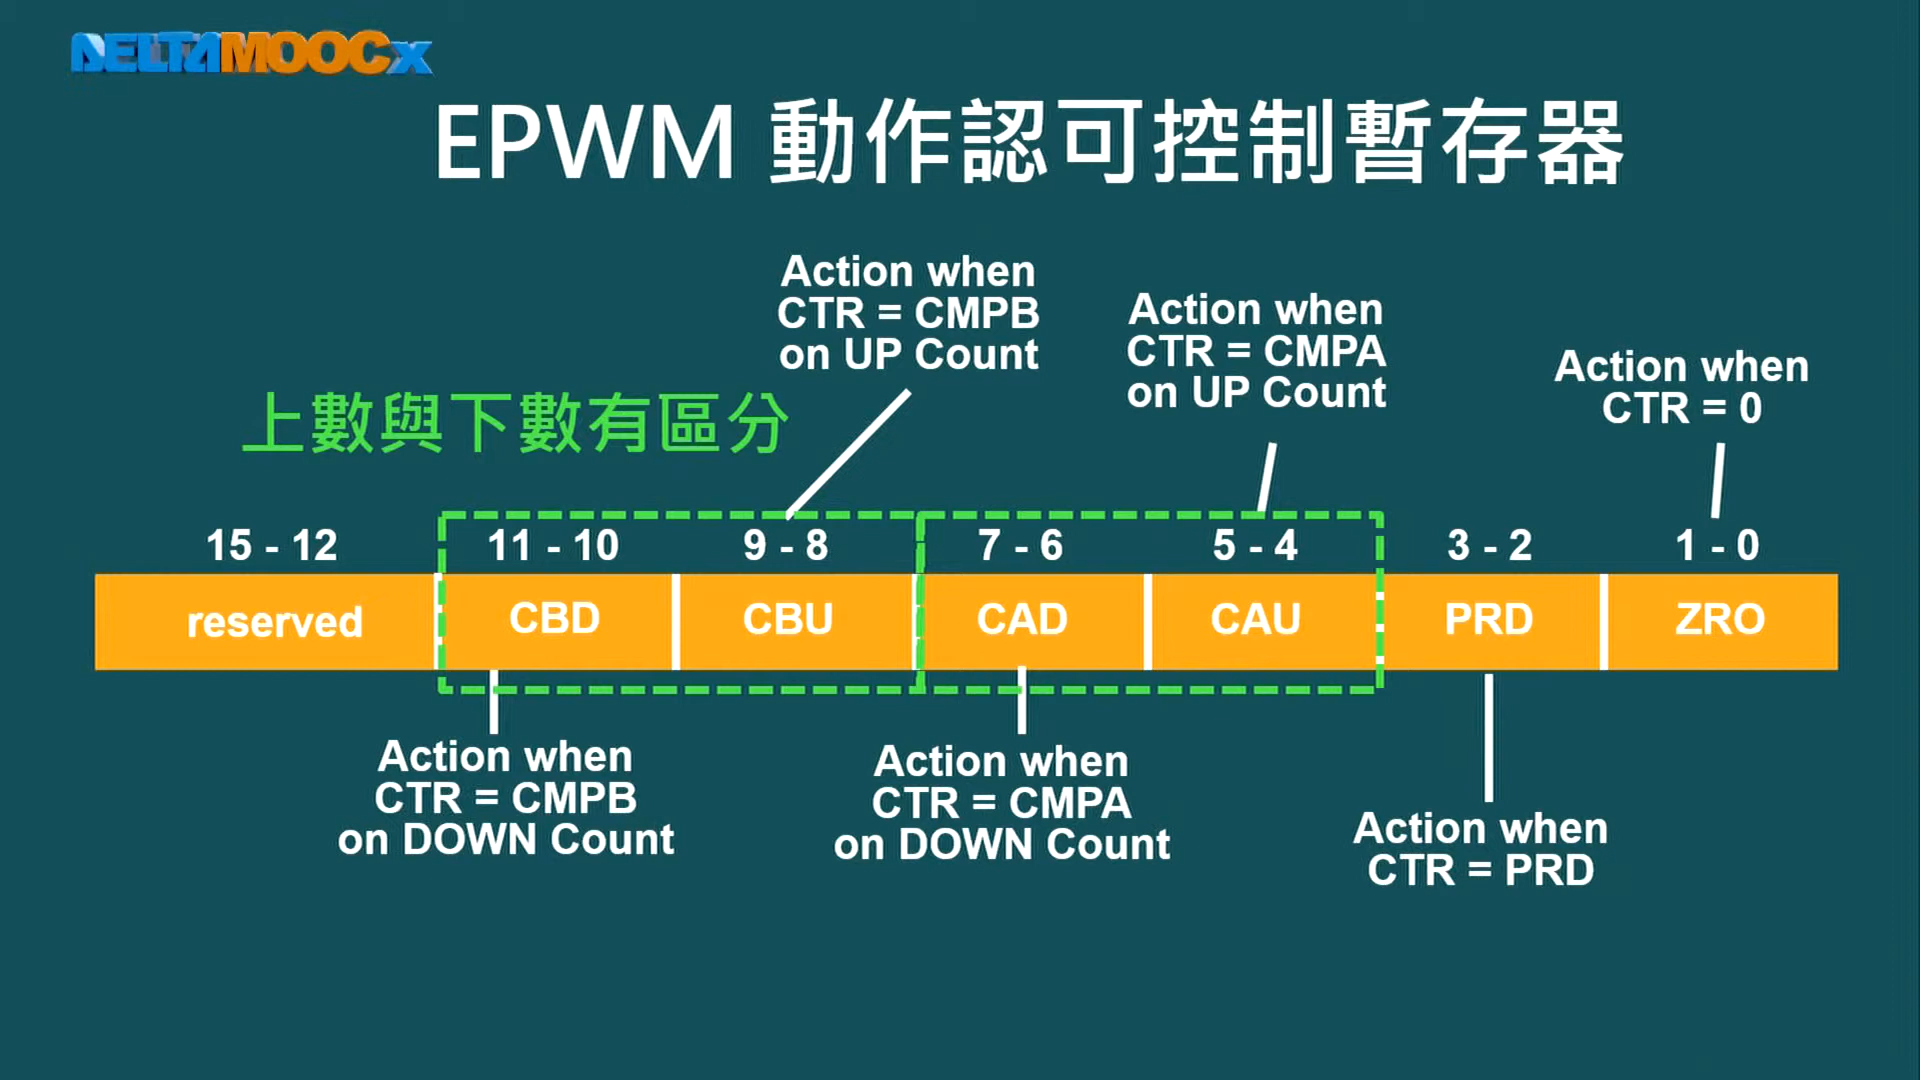 DELTAMOOCx
EPWM 動作認可控制暫存器
Action when
CTR = CMPB
on UP Count
Action when
CTR = CMPA
on UP Count
Action when
CTR = 0
上數與下數有區分
15 - 12
11 - 10
9 - 8
7 - 6
5 - 4
3 - 2
1 - 0
reserved
CBD
CBU
CAD
CAU
PRD
ZRO
Action when
CTR = CMPB
on DOWN Count
Action when
CTR = CMPA
on DOWN Count
Action when
CTR = PRD